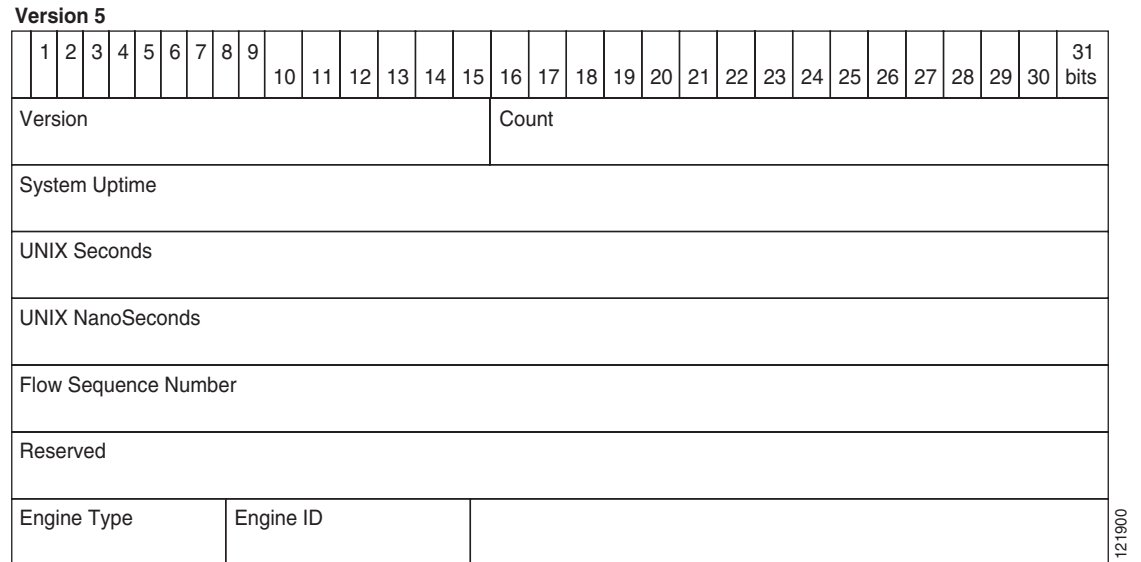 Version 5
1 2 3 4 5 6 7 8 9 10 11 12 13 14 15 16 17 18 19 20 21 22 23 24 25 26 27 28 29 30 31 bits
Version Count
System Uptime
UNIX Seconds
UNIX NanoSeconds
Flow Sequence Number
Reserved
Engine Type Engine ID
121900